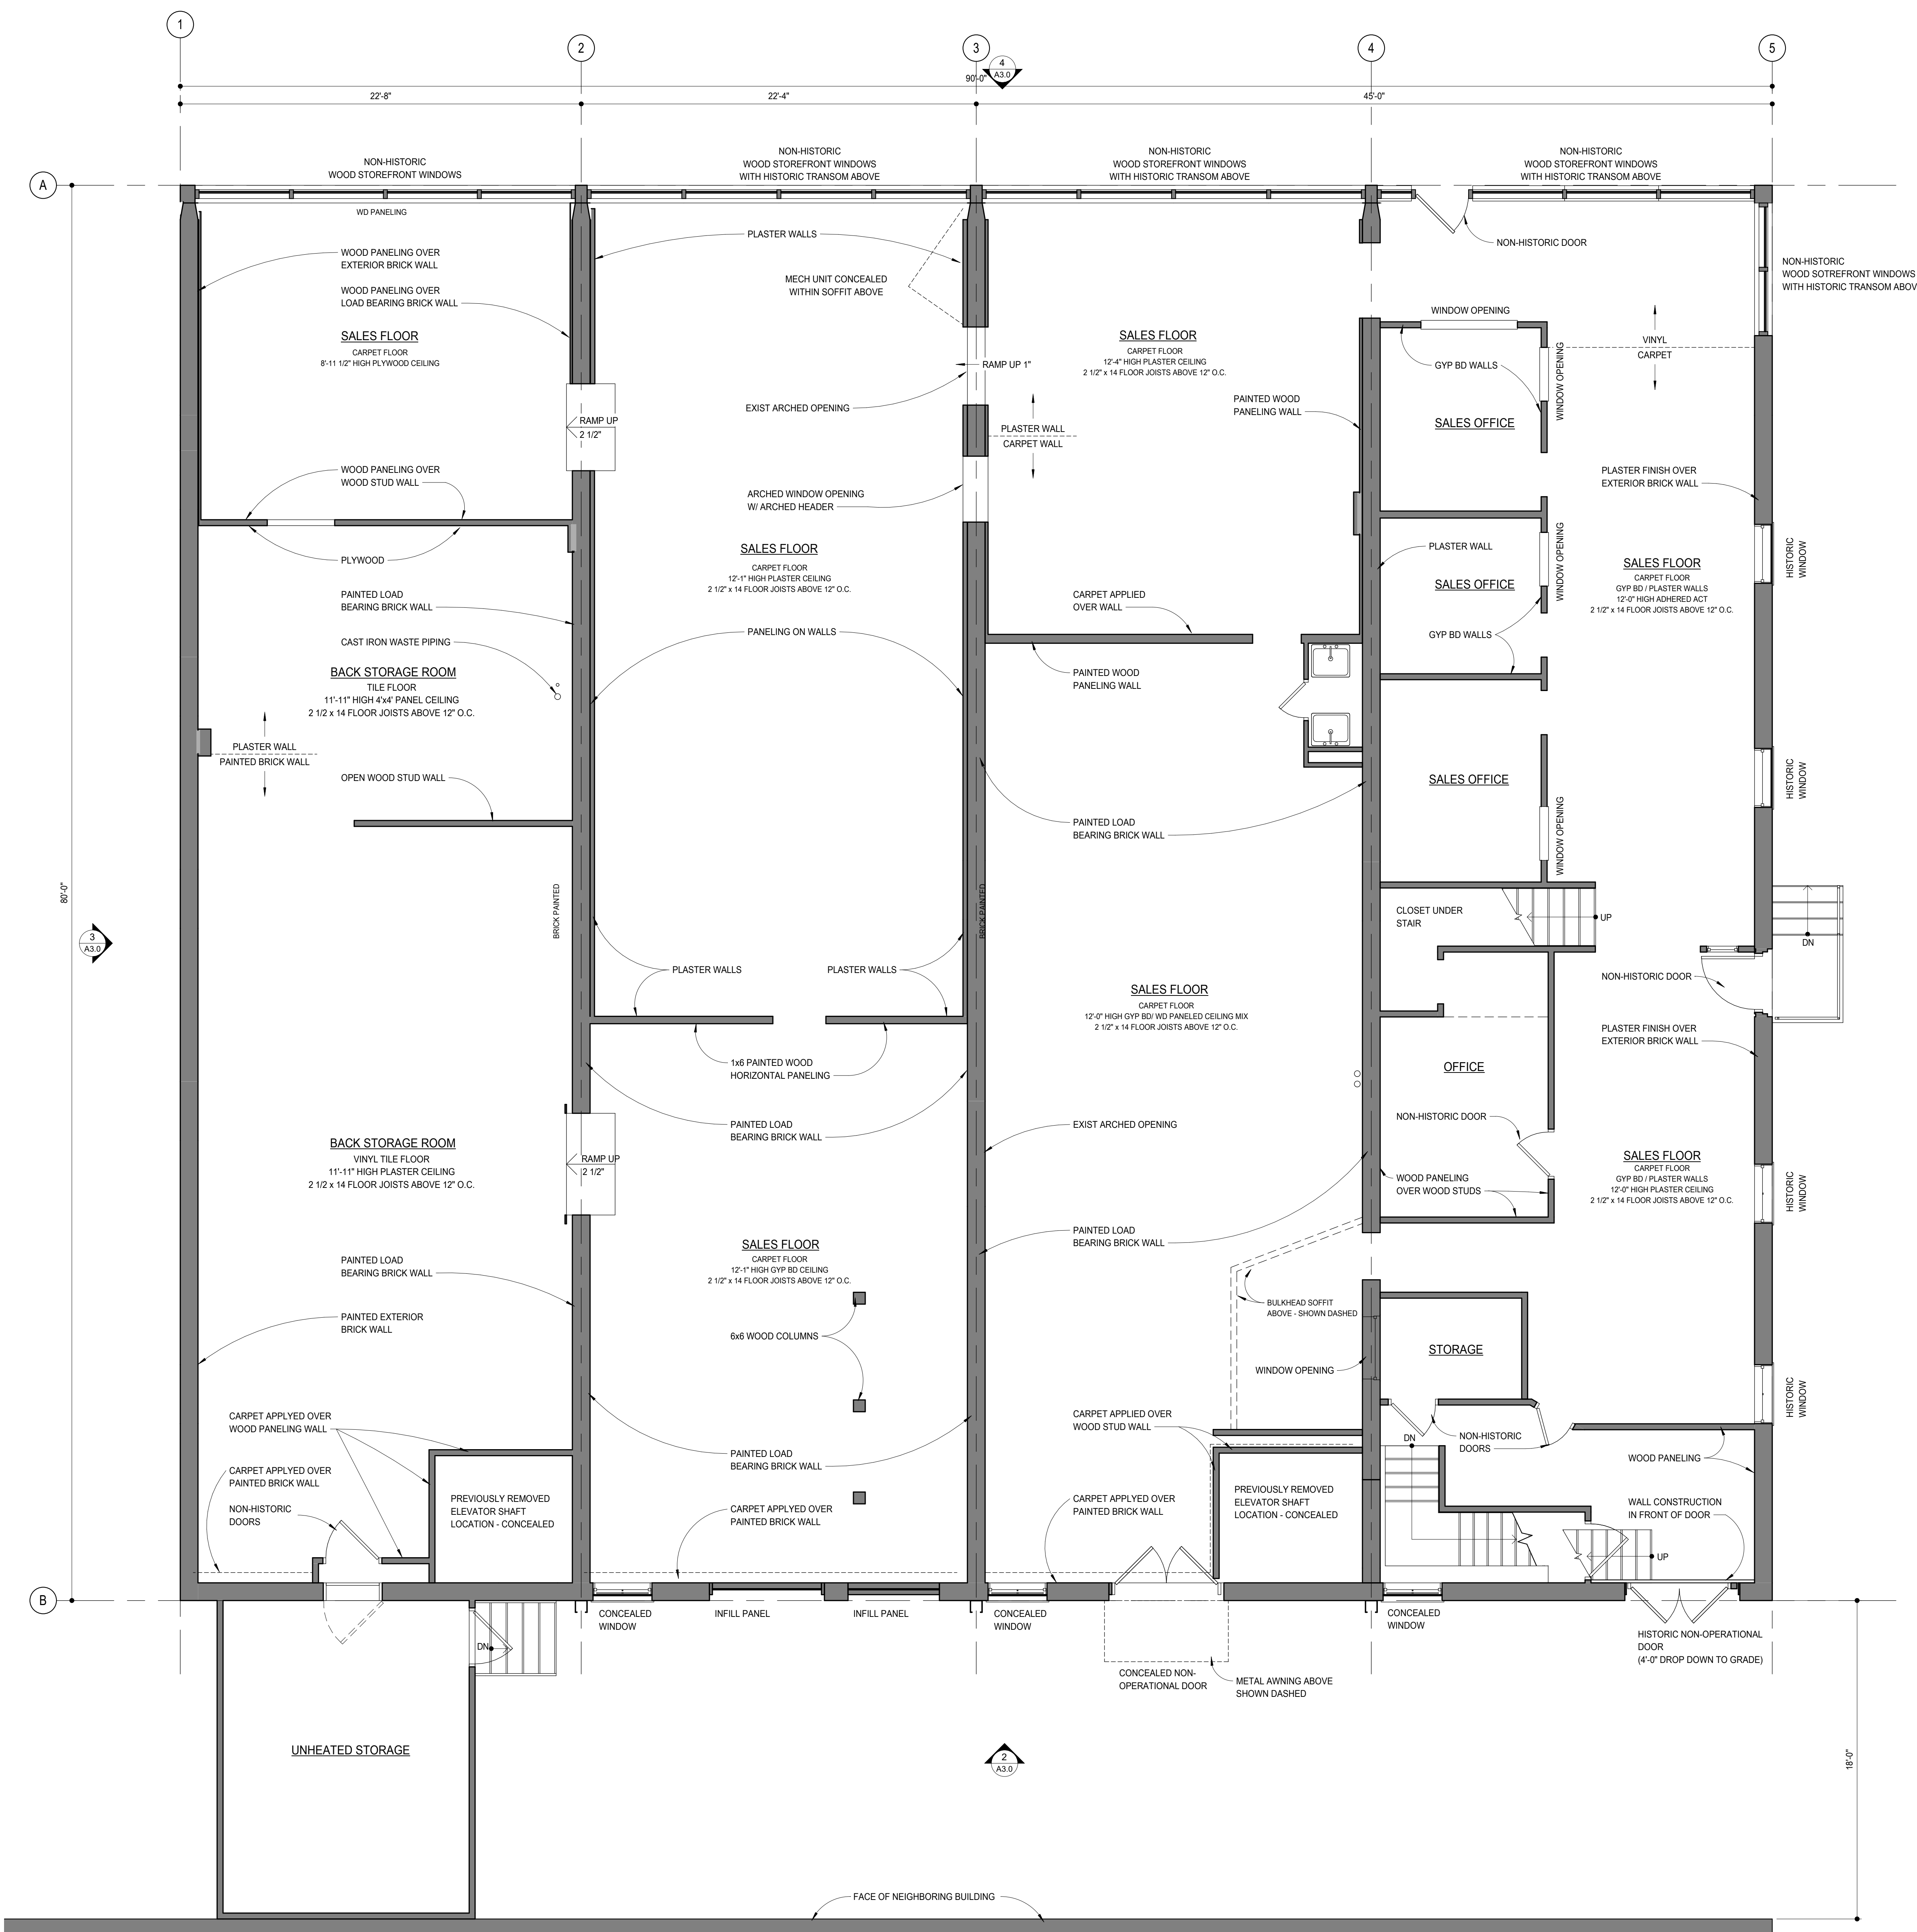 1
2
3
4
5
4
A3.0
90'-0"
22'-8"
22'-4"
45'-0"
A
NON-HISTORIC
WOOD STOREFRONT WINDOWS
NON-HISTORIC
WOOD STOREFRONT WINDOWS
WITH HISTORIC TRANSOM ABOVE
NON-HISTORIC
WOOD STOREFRONT WINDOWS
WITH HISTORIC TRANSOM ABOVE
NON-HISTORIC
WOOD STOREFRONT WINDOWS
WITH HISTORIC TRANSOM ABOVE
WD PANELING
WOOD PANELING OVER
EXTERIOR BRICK WALL
WOOD PANELING OVER
LOAD BEARING BRICK WALL
SALES FLOOR
CARPET FLOOR
8'-11 1/2" HIGH PLYWOOD CEILING
RAMP UP
2 1/2"
WOOD PANELING OVER
WOOD STUD WALL
PLYWOOD
PAINTED LOAD
BEARING BRICK WALL
CAST IRON WASTE PIPING
BACK STORAGE ROOM
TILE FLOOR
11'-11" HIGH 4'x4' PANEL CEILING
2 1/2 x 14 FLOOR JOISTS ABOVE 12" O.C.
PLASTER WALL
PAINTED BRICK WALL
OPEN WOOD STUD WALL
BRICK PAINTED
80'-0"
3
A3.0
BACK STORAGE ROOM
VINYL TILE FLOOR
11'-11" HIGH PLASTER CEILING
2 1/2 x 14 FLOOR JOISTS ABOVE 12" O.C.
RAMP UP
2 1/2"
PAINTED LOAD
BEARING BRICK WALL
PAINTED EXTERIOR
BRICK WALL
CARPET APPLYED OVER
WOOD PANELING WALL
CARPET APPLYED OVER
PAINTED BRICK WALL
NON-HISTORIC
DOORS
PREVIOUSLY REMOVED
ELEVATOR SHAFT
LOCATION - CONCEALED
PLASTER WALLS
MECH UNIT CONCEALED
WITHIN SOFFIT ABOVE
RAMP UP 1"
EXIST ARCHED OPENING
ARCHED WINDOW OPENING
W/ ARCHED HEADER
SALES FLOOR
CARPET FLOOR
12'-1" HIGH PLASTER CEILING
2 1/2" x 14 FLOOR JOISTS ABOVE 12" O.C.
PANELING ON WALLS
BRICK PAINTED
PLASTER WALLS
PLASTER WALLS
1x6 PAINTED WOOD
HORIZONTAL PANELING
PAINTED LOAD
BEARING BRICK WALL
SALES FLOOR
CARPET FLOOR
12'-1" HIGH GYP BD CEILING
2 1/2" x 14 FLOOR JOISTS ABOVE 12" O.C.
6x6 WOOD COLUMNS
PAINTED LOAD
BEARING BRICK WALL
CARPET APPLYED OVER
PAINTED BRICK WALL
SALES FLOOR
CARPET FLOOR
12'-4" HIGH PLASTER CEILING
2 1/2" x 14 FLOOR JOISTS ABOVE 12" O.C.
PAINTED WOOD
PANELING WALL
PLASTER WALL
CARPET WALL
CARPET APPLIED
OVER WALL
PAINTED WOOD
PANELING WALL
PAINTED LOAD
BEARING BRICK WALL
SALES FLOOR
CARPET FLOOR
12'-0" HIGH GYP BD/ WD PANELED CEILING MIX
2 1/2" x 14 FLOOR JOISTS ABOVE 12" O.C.
EXIST ARCHED OPENING
PAINTED LOAD
BEARING BRICK WALL
BULKHEAD SOFFIT
ABOVE - SHOWN DASHED
WINDOW OPENING
CARPET APPLIED OVER
WOOD STUD WALL
CARPET APPLYED OVER
PAINTED BRICK WALL
PREVIOUSLY REMOVED
ELEVATOR SHAFT
LOCATION - CONCEALED
NON-HISTORIC DOOR
NON-HISTORIC
WOOD SOTREFRONT WINDOWS
WITH HISTORIC TRANSOM ABOV
WINDOW OPENING
VINYL
CARPET
GYP BD WALLS
WINDOW OPENING
SALES OFFICE
PLASTER FINISH OVER
EXTERIOR BRICK WALL
PLASTER WALL
WINDOW OPENING
SALES OFFICE
SALES FLOOR
CARPET FLOOR
GYP BD / PLASTER WALLS
12'-0" HIGH ADHERED ACT
2 1/2" x 14 FLOOR JOISTS ABOVE 12" O.C.
HISTORIC
WINDOW
GYP BD WALLS
SALES OFFICE
WINDOW OPENING
HISTORIC
WINDOW
CLOSET UNDER
STAIR
UP
DN
NON-HISTORIC DOOR
PLASTER FINISH OVER
EXTERIOR BRICK WALL
OFFICE
NON-HISTORIC DOOR
WOOD PANELING
OVER WOOD STUDS
SALES FLOOR
CARPET FLOOR
GYP BD / PLASTER WALLS
12'-0" HIGH PLASTER CEILING
2 1/2" x 14 FLOOR JOISTS ABOVE 12" O.C.
HISTORIC
WINDOW
STORAGE
HISTORIC
WINDOW
DN
NON-HISTORIC
DOORS
WOOD PANELING
WALL CONSTRUCTION
IN FRONT OF DOOR
UP
B
CONCEALED
WINDOW
INFILL PANEL
INFILL PANEL
CONCEALED
WINDOW
CONCEALED
WINDOW
HISTORIC NON-OPERATIONAL
DOOR
(4'-0" DROP DOWN TO GRADE)
DN
CONCEALED NON-
OPERATIONAL DOOR
METAL AWNING ABOVE
SHOWN DASHED
UNHEATED STORAGE
2
A3.0
18'-0"
FACE OF NEIGHBORING BUILDING